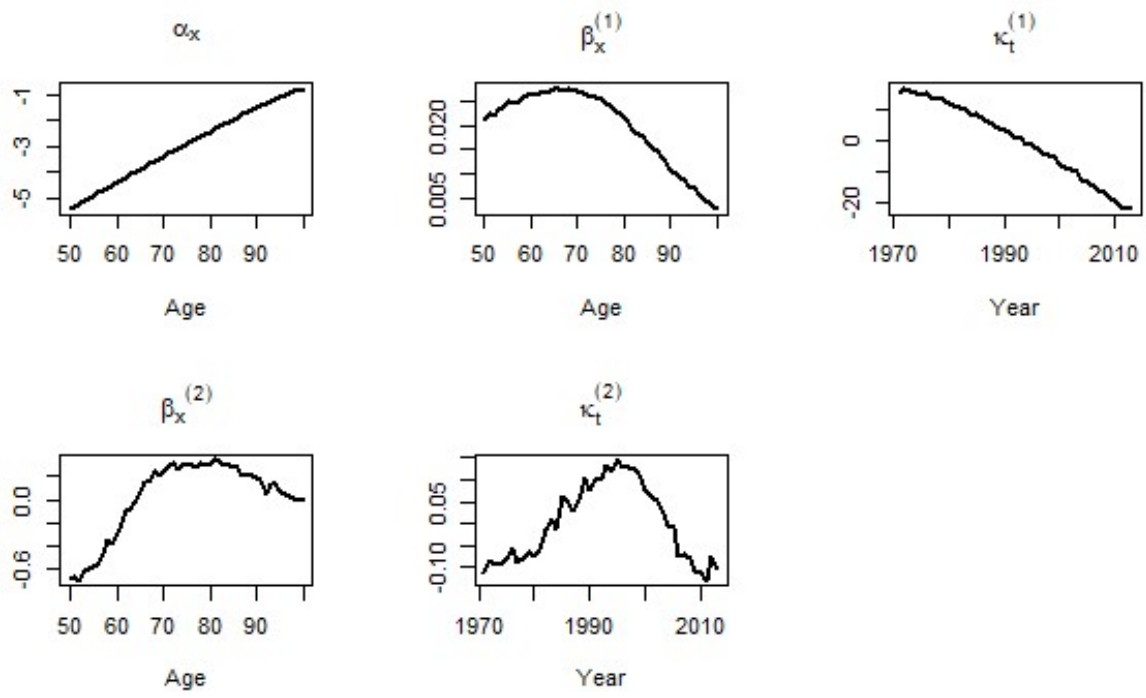 αx
βx(1)
κt(1)
-5 -3 -1
50 60 70 80 90
Age
0.005 0.020
50 60 70 80 90
Age
-20 0
1970 1990 2010
Year
βx(2)
κt(2)
-0.6 0.0
50 60 70 80 90
Age
-0.10 0.05
1970 1990 2010
Year